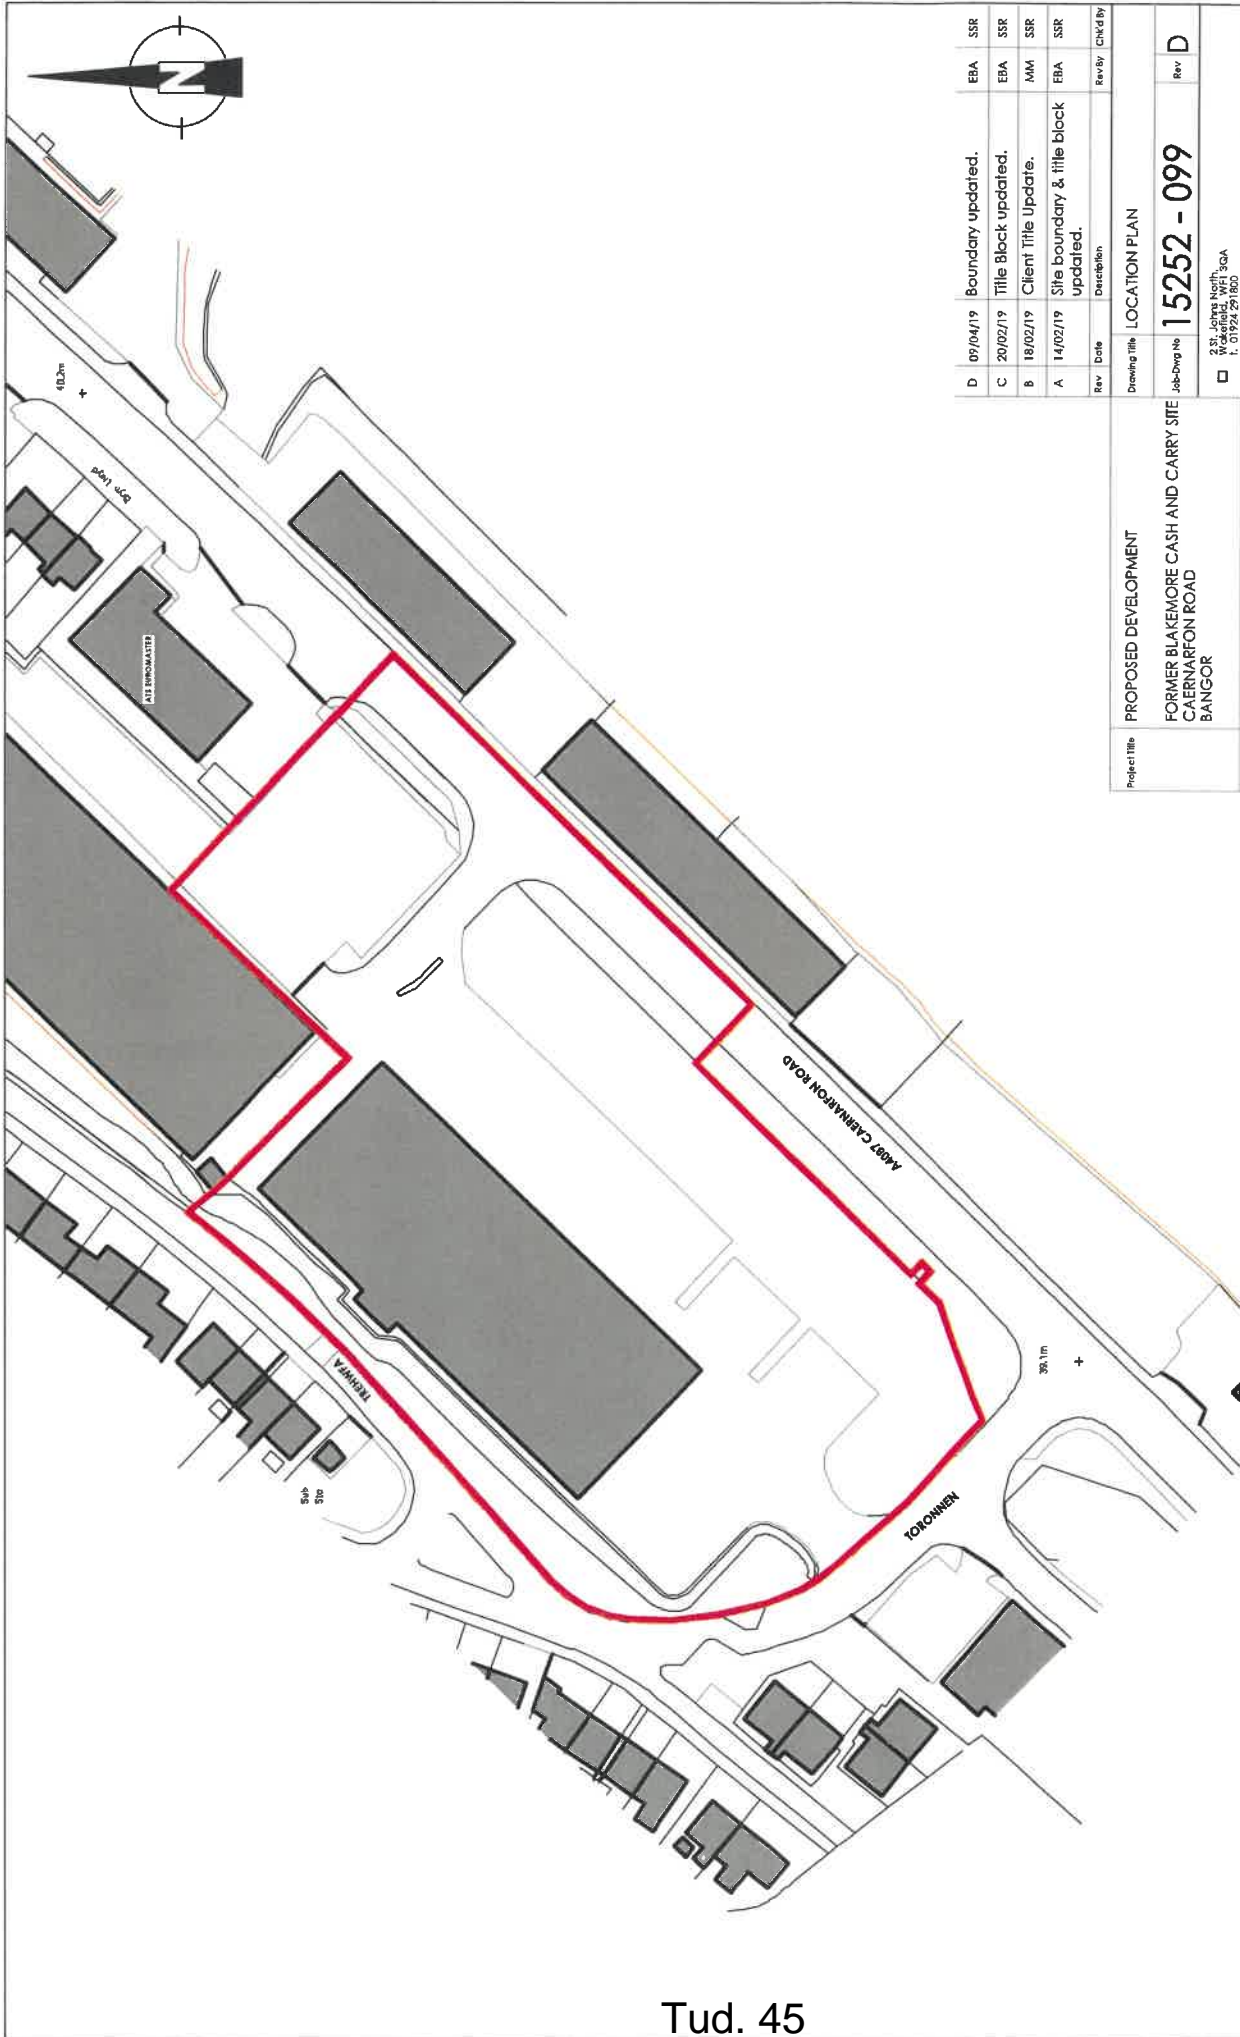 N
40.2m
Bryn Llwyd
ATS EUROMASTER
TREHWFA
Sub
Sta
A4087 CAERNARFON ROAD
39.1m
TORONNEN
D 09/04/19 Boundary updated. EBA SSR
C 20/02/19 Title Block updated. EBA SSR
B 18/02/19 Client Title Update. MM SSR
A 14/02/19 Site boundary & title block EBA SSR
updated.
Rev Date Description Rev By Chk'd By
Project Title PROPOSED DEVELOPMENT
FORMER BLAKEMORE CASH AND CARRY SITE
CAERNARFON ROAD
BANGOR
Drawing Title LOCATION PLAN
Job-Dwg No 15252 - 099 Rev D
2 St. Johns North,
Wakefield, WF1 3QA
t. 01924 291800
Tud. 45